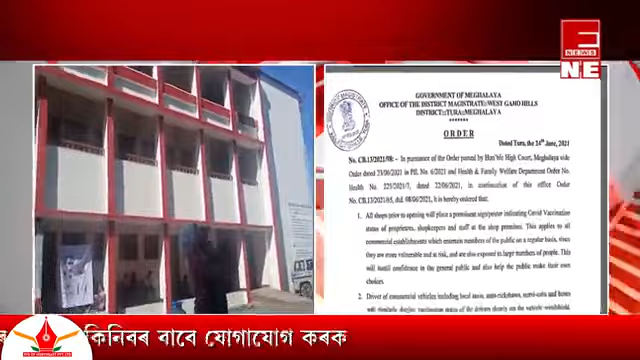 E
NEWS
NE
GOVERNMENT OF MEGHALAYA
OFFICE OF THE DISTRICT MAGISTRATE::WEST GARO HILLS
DISTRICT::TURA::MEGHALAYA
ORDER
Dated Tura, the 24th June, 2021
No. CB.13/2021/98:- In pursuance of the Order passed by Hon'ble High Court, Meghalaya vide
Order dated 23/06/2021 in PIL No. 6/2021 and Health & Family Welfare Department Order No.
Health No. 225/2021/7, dated 22/06/2021, in continuation of this office Order
No. CB.13/2021/65, dtd. 08/06/2021, it is hereby ordered that
1. All shops prior to opening will place a prominent sign/poster indicating Covid Vaccination
status of proprietors, shopkeepers and staff at the shop premises. This applies to all
commercial establishments which entertain members of the public on a regular basis, since
they are more vulnerable and at risk, and are also exposed to large numbers of people. This
will instill confidence in the general public and also help the public make their own
choices.
2. Driver of commercial vehicles including local taxis, auto-rickshaws, maxi-cabs and buses
will similarly display vaccination status of the drivers clearly on the vehicle windshield.
কিনিবৰ বাবে যোগাযোগ কৰক